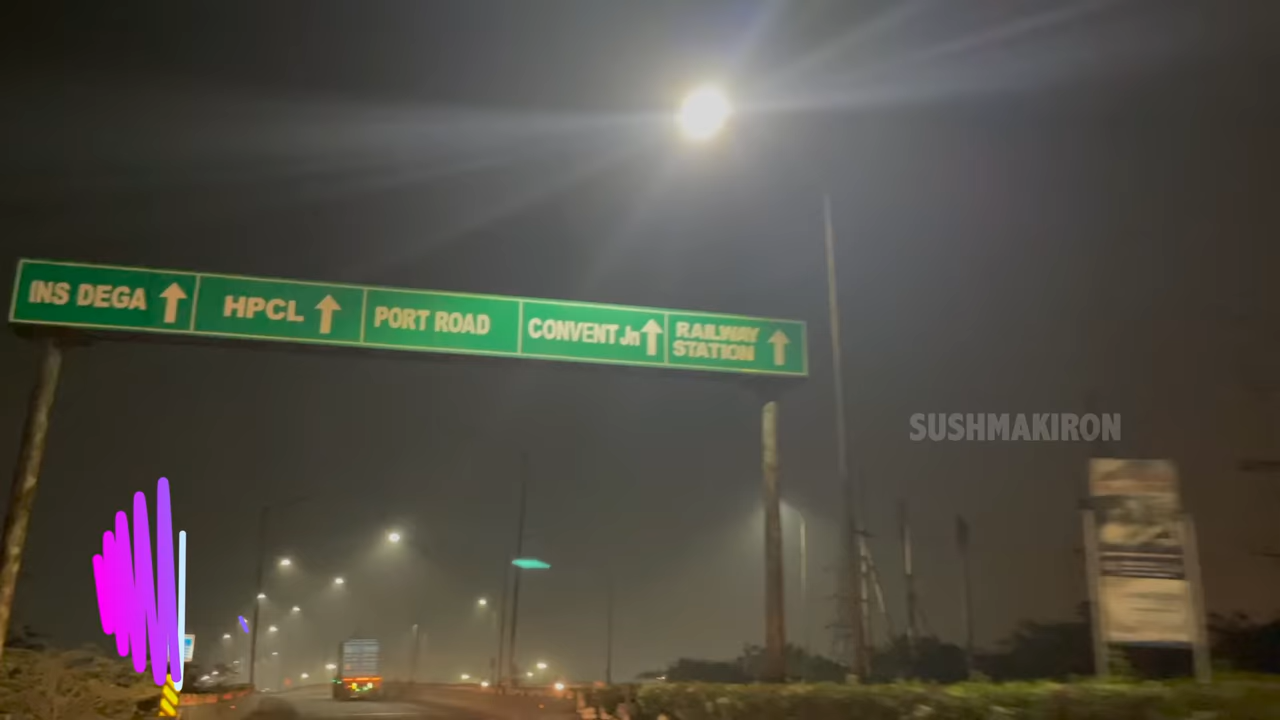 INS DEGA
HPCL
PORT ROAD
CONVENT Jn
RAILWAY
STATION
SUSHMAKIRON